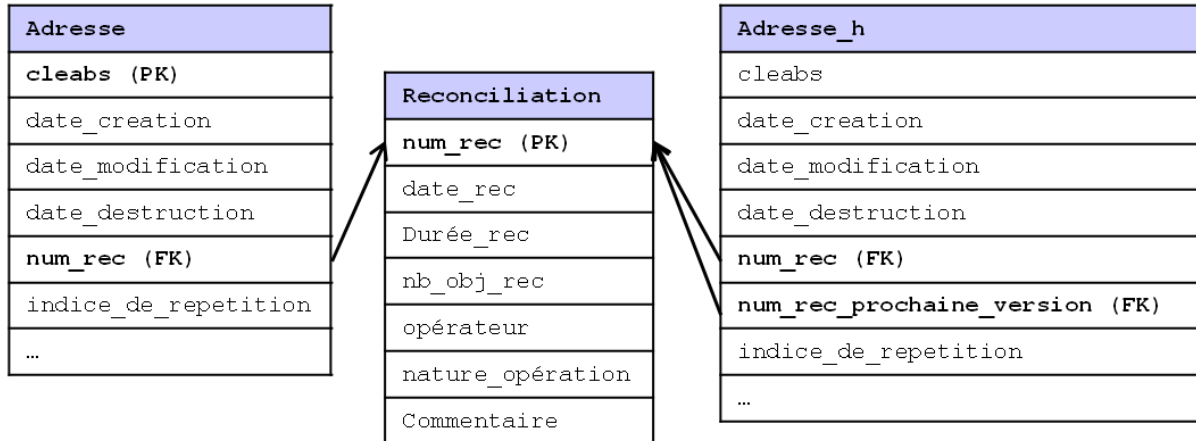 Adresse
cleabs (PK)
date_creation
date_modification
date_destruction
num_rec (FK)
indice_de_repetition
…
Reconciliation
num_rec (PK)
date_rec
Durée_rec
nb_obj_rec
opérateur
nature_opération
Commentaire
Adresse_h
cleabs
date_creation
date_modification
date_destruction
num_rec (FK)
num_rec_prochaine_version (FK)
indice_de_repetition
…